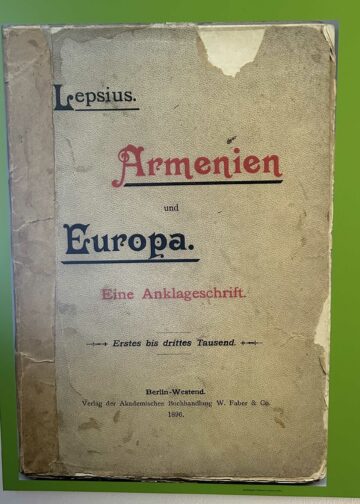 Lepsius.
Armenien
und
Europa.
Eine Anklageschrift.
Erstes bis drittes Tausend.
Berlin-Westend.
Verlag der Akademischen Buchhandlung W. Faber & Co.
1896.